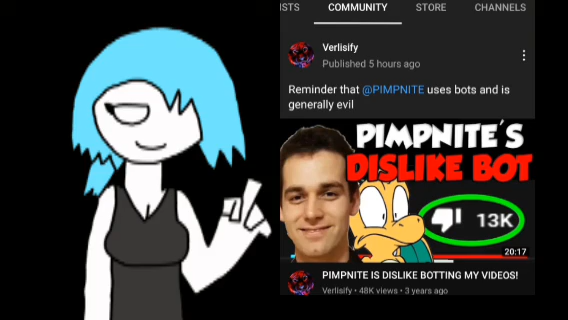 ISTS COMMUNITY STORE CHANNELS
Verlisify
Published 5 hours ago
Reminder that @PIMPNITE uses bots and is
generally evil
PIMPNITE'S
DISLIKE BOT
13K
20:17
PIMPNITE IS DISLIKE BOTTING MY VIDEOS!
Verlisify • 48K views • 3 years ago